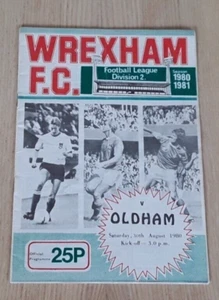 WREXHAM
F.C.
Football League
Division 2.
Season
1980
1981
v
OLDHAM
Saturday, 16th August 1980
Kick-off - 3.0 p.m.
Official
Programme
25P